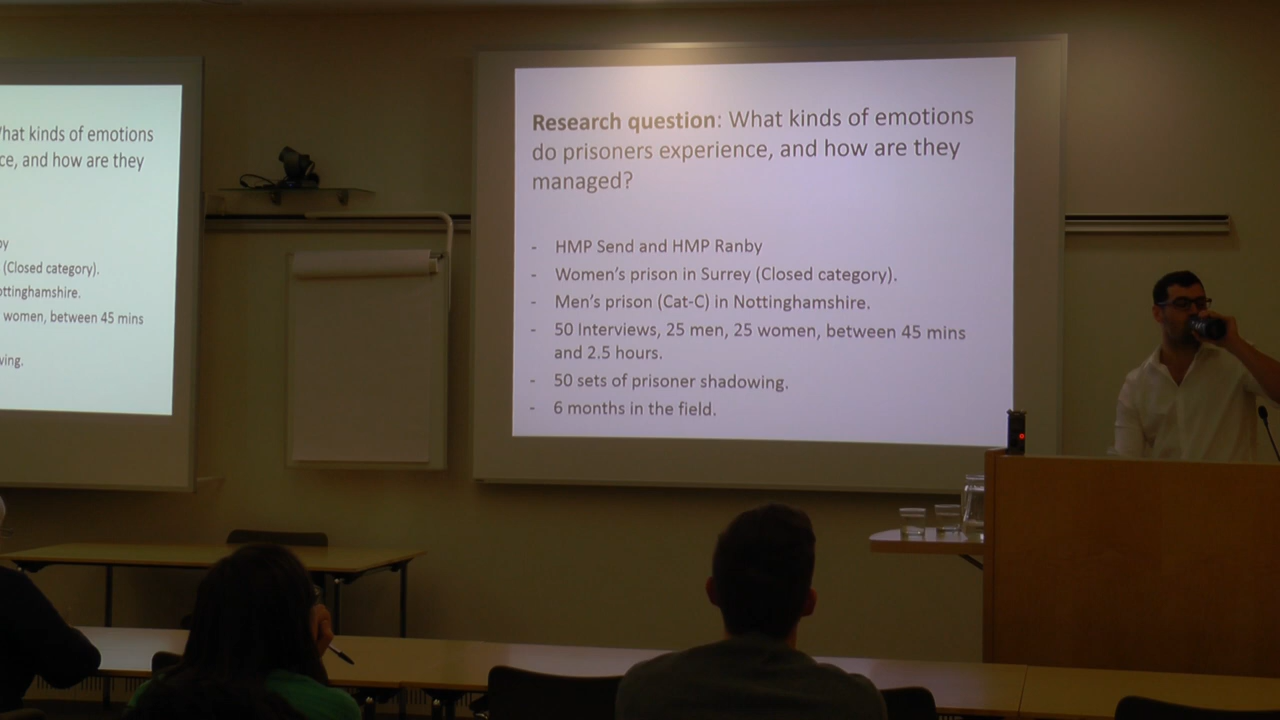 hat kinds of emotions
ce, and how are they
y
(Closed category).
ottinghamshire.
women, between 45 mins
wing.
Research question: What kinds of emotions
do prisoners experience, and how are they
managed?
- HMP Send and HMP Ranby
- Women's prison in Surrey (Closed category).
- Men's prison (Cat-C) in Nottinghamshire.
- 50 Interviews, 25 men, 25 women, between 45 mins
and 2.5 hours.
- 50 sets of prisoner shadowing.
- 6 months in the field.